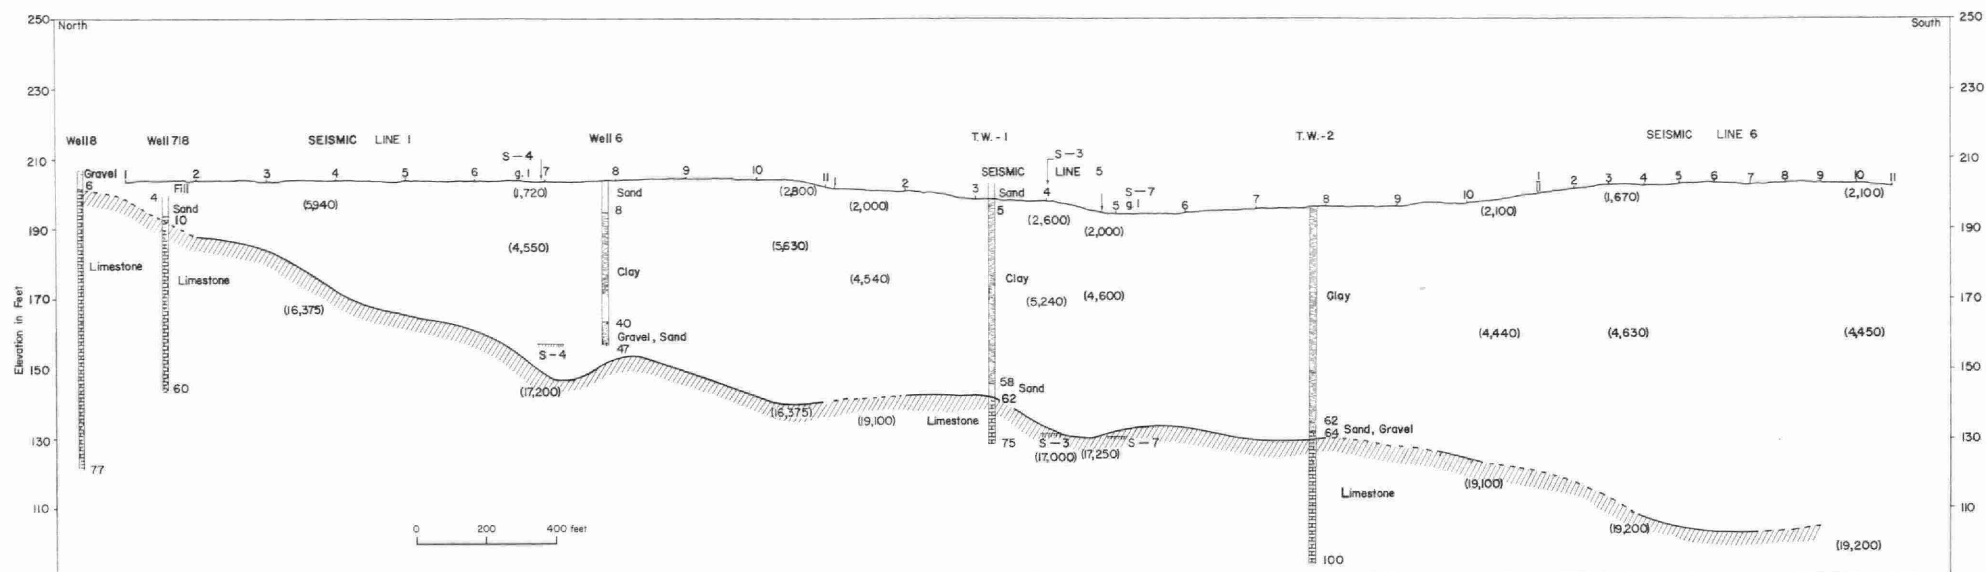 250 North South 250
230 230
Well 8 Well 718 SEISMIC LINE 1 Well 6 T.W.-1 T.W.-2 SEISMIC LINE 6
210 S-4 S-3 210
g.l SEISMIC LINE 5 S-7
g.l
Gravel 1 2 3 4 5 6 7 8 9 10 11 1 2 3 4 5 6 7 8 9 10 11
1 2 3 4 5 6 7 8 9 10 11
6 Fill
4 Sand
10
(5,940) (1,720) Sand
8
(2,800) (2,000) Sand
5
(2,600) (2,000) (2,100) (1,670) (2,100)
190 190
Limestone Limestone (4,550) Clay (5,630) (4,540) Clay (5,240) (4,600) Clay
170 170
(16,375) 40
Gravel, Sand
47
(4,440) (4,630) (4,450)
150 150
S-4
60 (17,200) (16,375) (19,100) Limestone
58 Sand
62
75
62
64 Sand, Gravel
130 130
S-3 S-7
(17,000) (17,250)
77 Limestone (19,100)
110 110
(19,200) (19,200)
100
0 200 400 feet
Elevation in Feet